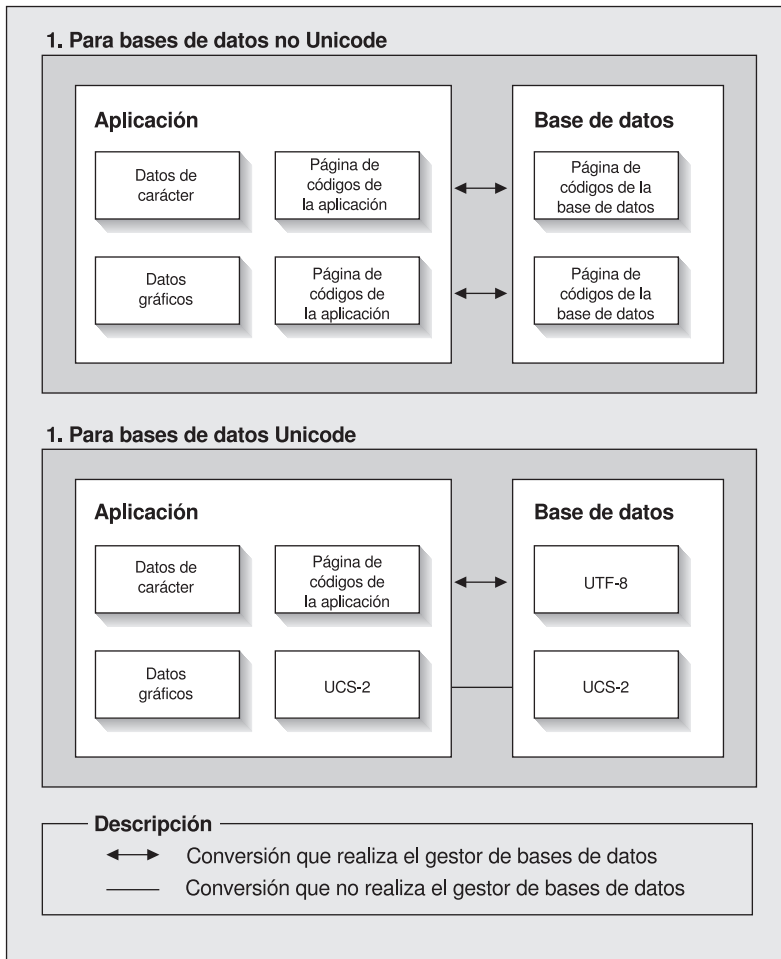 1. Para bases de datos no Unicode
Aplicación
Base de datos
Datos de
carácter
Página de
códigos de
la aplicación
Página de
códigos de la
base de datos
Datos
gráficos
Página de
códigos de
la aplicación
Página de
códigos de la
base de datos
1. Para bases de datos Unicode
Aplicación
Base de datos
Datos de
carácter
Página de
códigos de
la aplicación
UTF-8
Datos
gráficos
UCS-2
UCS-2
Descripción
Conversión que realiza el gestor de bases de datos
Conversión que no realiza el gestor de bases de datos